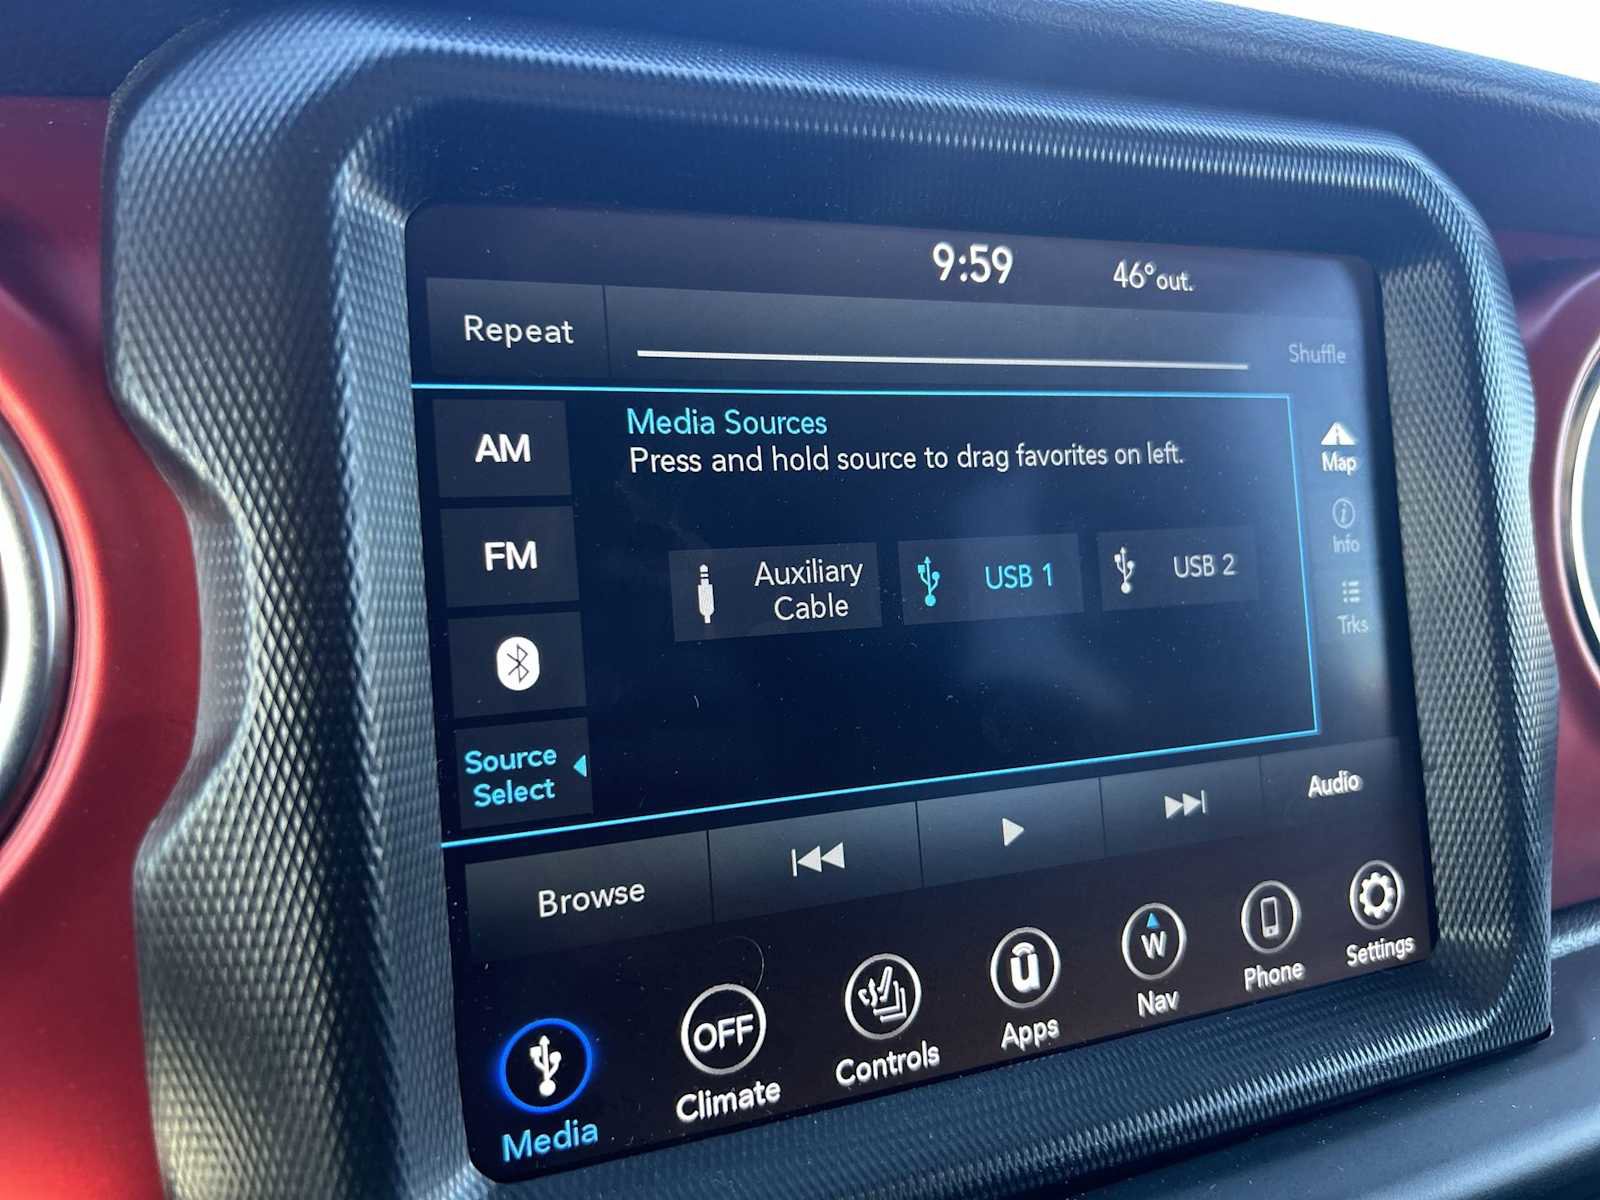 9:59
46° out.
Repeat
Shuffle
AM
FM
Source
Select
Media Sources
Press and hold source to drag favorites on left.
Auxiliary
Cable
USB 1
USB 2
Map
i
Info
Trks
Browse
Audio
Media
OFF
Climate
Controls
u
Apps
W
Nav
Phone
Settings